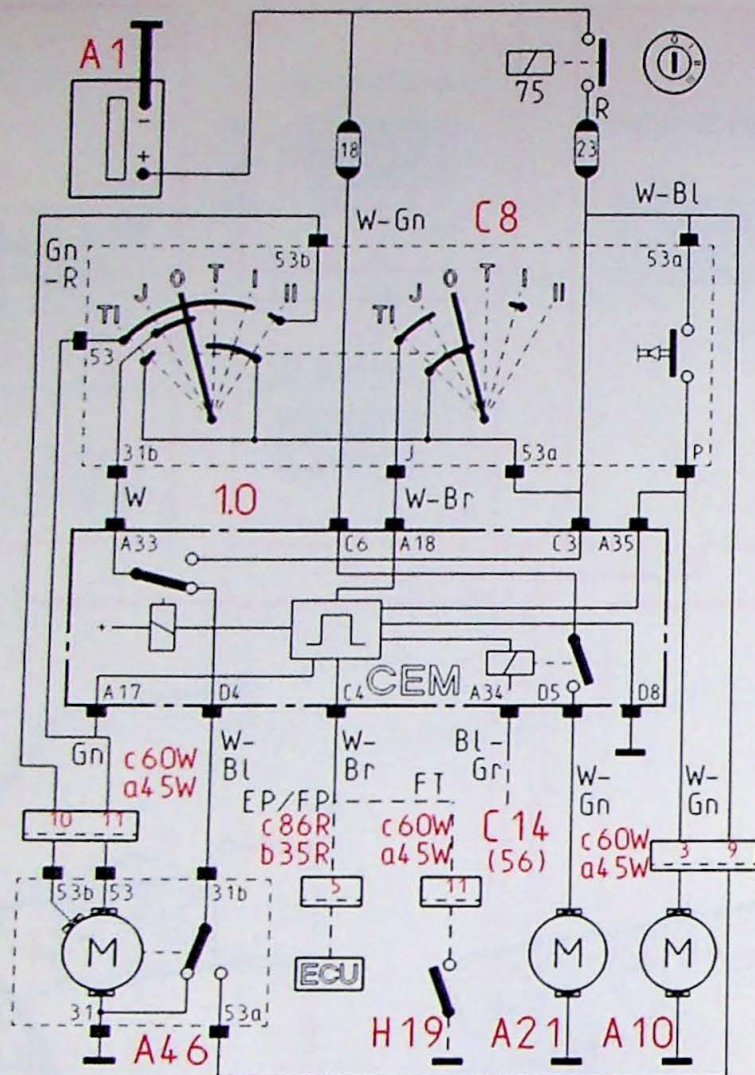 A1
75
R
18
23
W-Gn
C8
W-Bl
Gn
-R
53b
53a
TI J O T I II
TI J O T I II
53
31b
J
53a
P
W
1.0
W-Br
A33
C6
A18
C3
A35
CEM
A17
D4
C4
A34
D5
D8
Gn
c60W
a45W
W-
Bl
W-
Br
Bl-
Gr
W-
Gn
W-
Gn
EP/FP
c86R
b35R
FT
c60W
a45W
C14
(56)
c60W
a45W
10
11
3
9
5
11
53b
53
31b
M
ECU
M
M
31
53a
A46
H19
A21
A10
- 
+
+
0
I
II
III